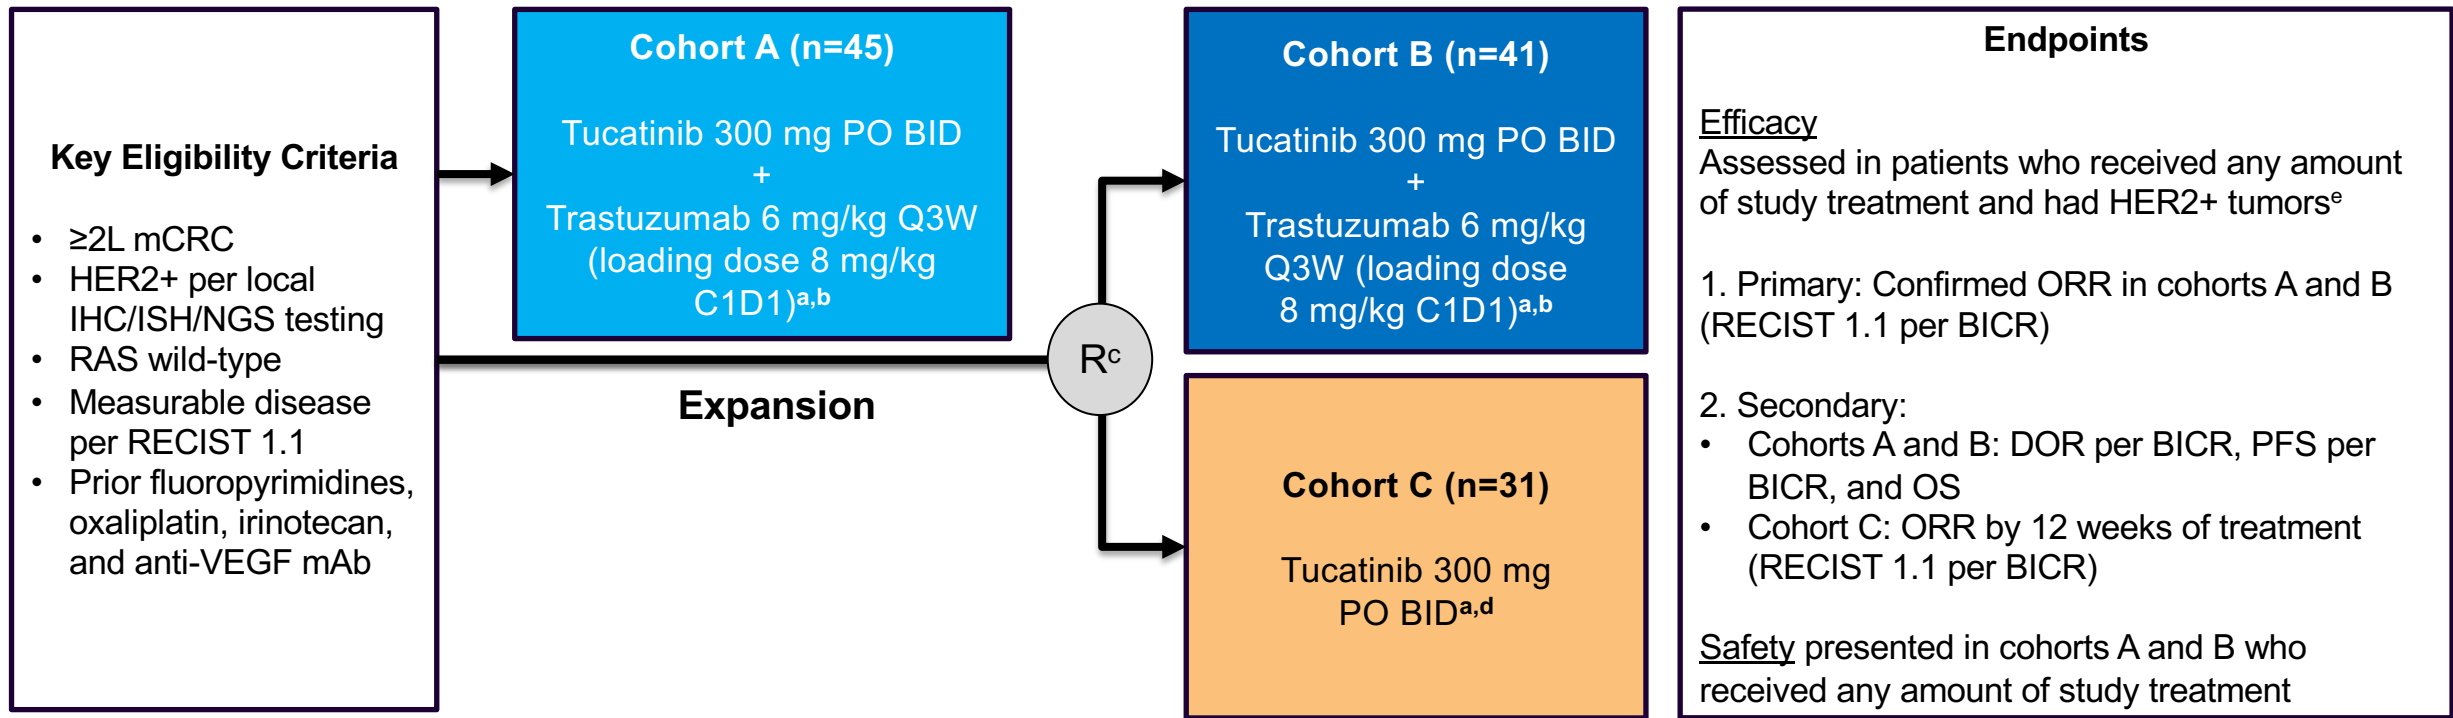 Key Eligibility Criteria
• ≥2L mCRC
• HER2+ per local
IHC/ISH/NGS testing
• RAS wild-type
• Measurable disease
per RECIST 1.1
• Prior fluoropyrimidines,
oxaliplatin, irinotecan,
and anti-VEGF mAb
Cohort A (n=45)
Tucatinib 300 mg PO BID
+
Trastuzumab 6 mg/kg Q3W
(loading dose 8 mg/kg
C1D1)a,b
Expansion
Rc
Cohort B (n=41)
Tucatinib 300 mg PO BID
+
Trastuzumab 6 mg/kg
Q3W (loading dose
8 mg/kg C1D1)a,b
Cohort C (n=31)
Tucatinib 300 mg
PO BIDa,d
Endpoints
Efficacy
Assessed in patients who received any amount
of study treatment and had HER2+ tumorse
1. Primary: Confirmed ORR in cohorts A and B
(RECIST 1.1 per BICR)
2. Secondary:
• Cohorts A and B: DOR per BICR, PFS per
BICR, and OS
• Cohort C: ORR by 12 weeks of treatment
(RECIST 1.1 per BICR)
Safety presented in cohorts A and B who
received any amount of study treatment